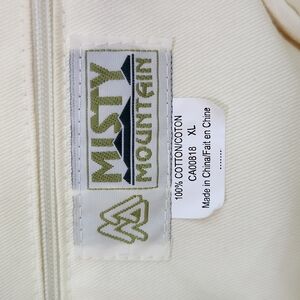 MISTY
MOUNTAIN
100% COTTON/COTON
CA00818 XL
Made in China/Fait en Chine